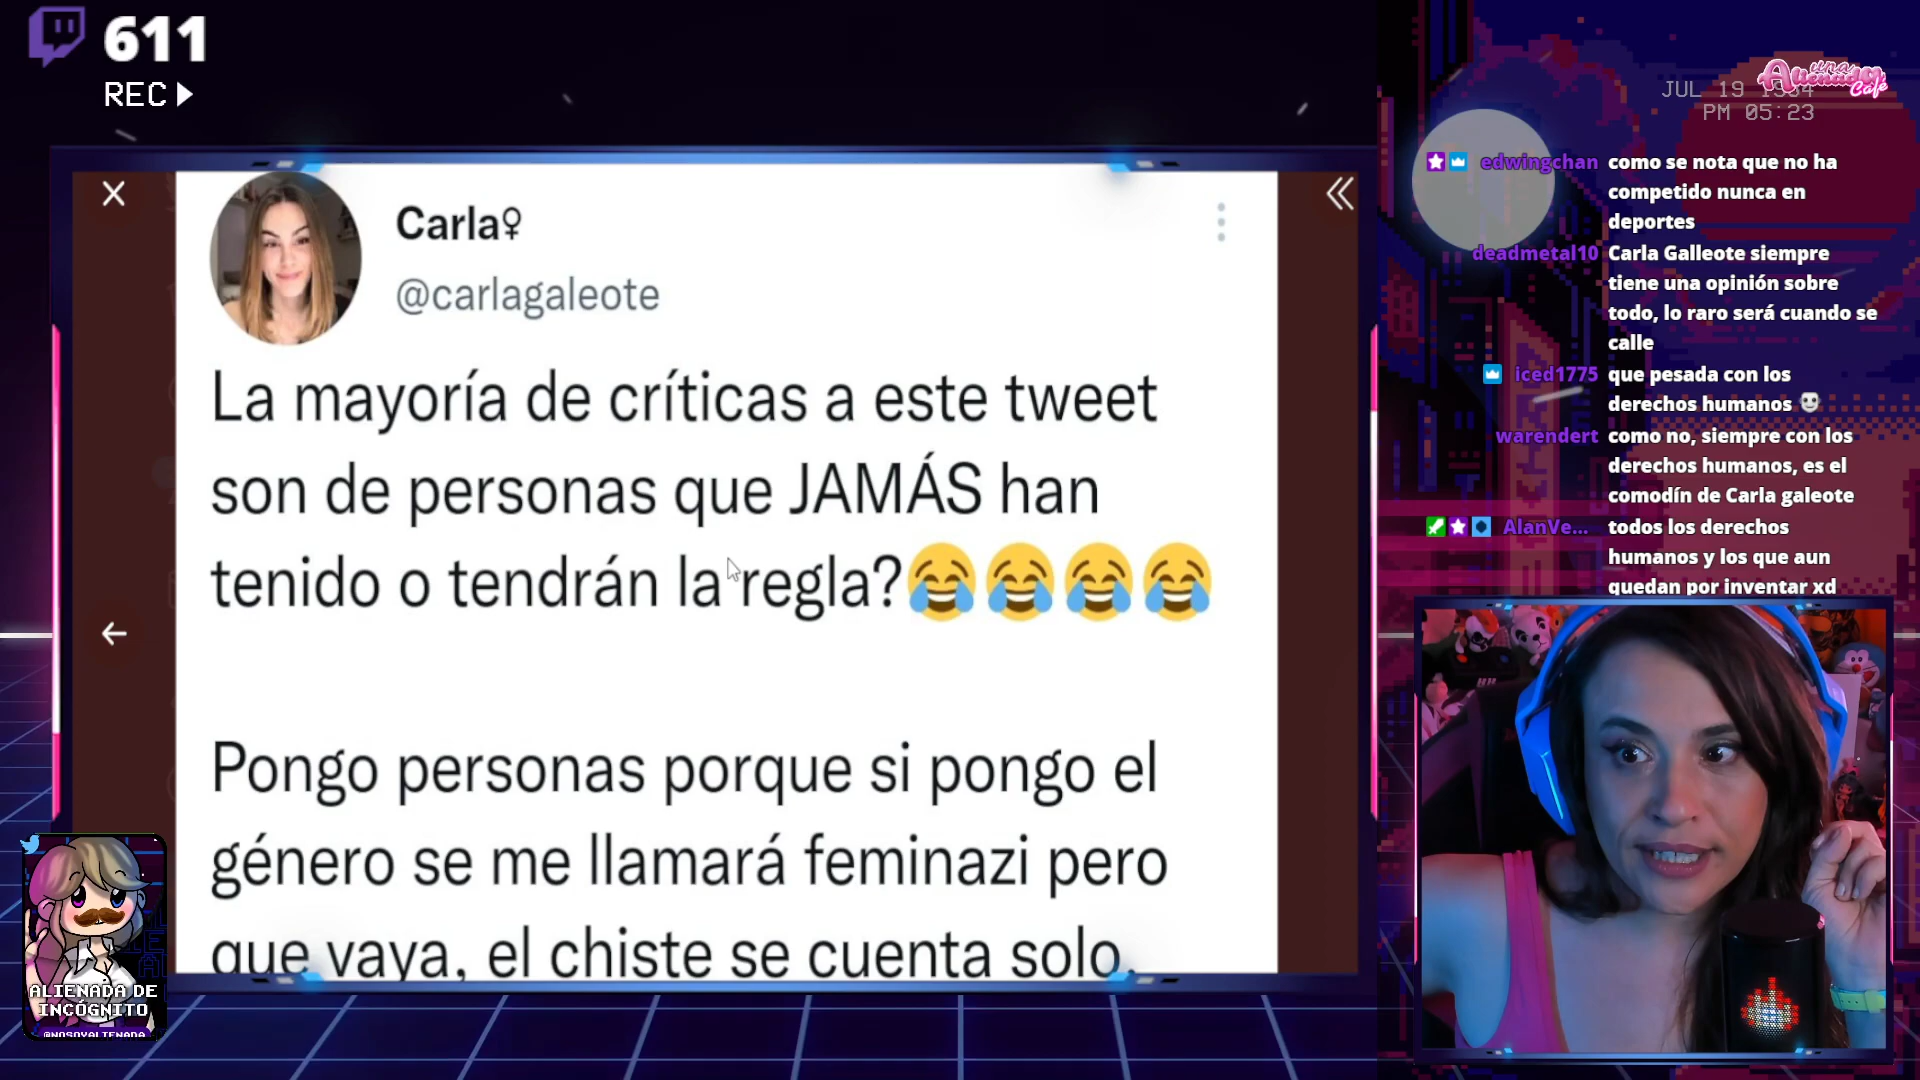 611
REC
Carla♀
@carlagaleote
La mayoría de críticas a este tweet
son de personas que JAMÁS han
tenido o tendrán la regla?😂😂😂😂
Pongo personas porque si pongo el
género se me llamará feminazi pero
que vaya, el chiste se cuenta solo.
una
Alienada
Café
JUL 19
PM 05:23
edwingchan como se nota que no ha
competido nunca en
deportes
deadmetal10 Carla Galleote siempre
tiene una opinión sobre
todo, lo raro será cuando se
calle
iced1775 que pesada con los
derechos humanos
warendert como no, siempre con los
derechos humanos, es el
comodín de Carla galeote
AlanVe... todos los derechos
humanos y los que aun
quedan por inventar xd
ALIENADA DE
INCÓGNITO
@NOSOYALIENADA